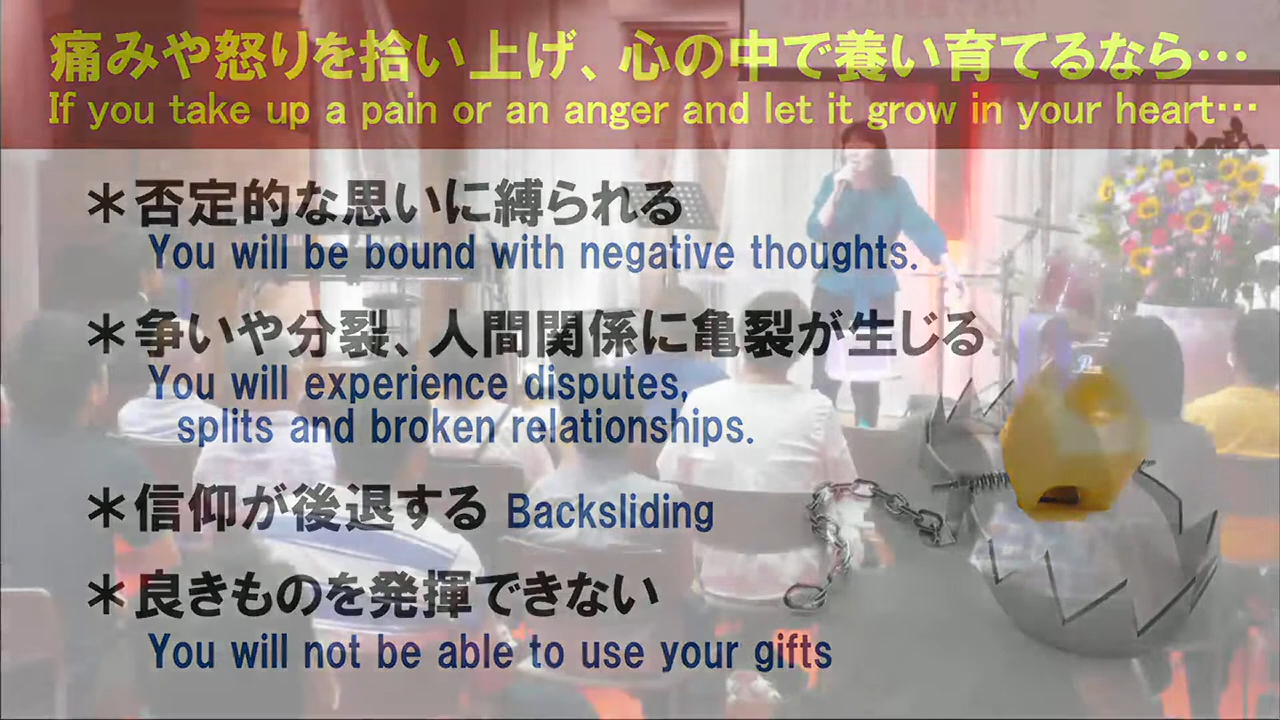 痛みや怒りを拾い上げ、心の中で養い育てるなら…
If you take up a pain or an anger and let it grow in your heart…
＊否定的な思いに縛られる
You will be bound with negative thoughts.
＊争いや分裂、人間関係に亀裂が生じる
You will experience disputes,
splits and broken relationships.
＊信仰が後退する Backsliding
＊良きものを発揮できない
You will not be able to use your gifts